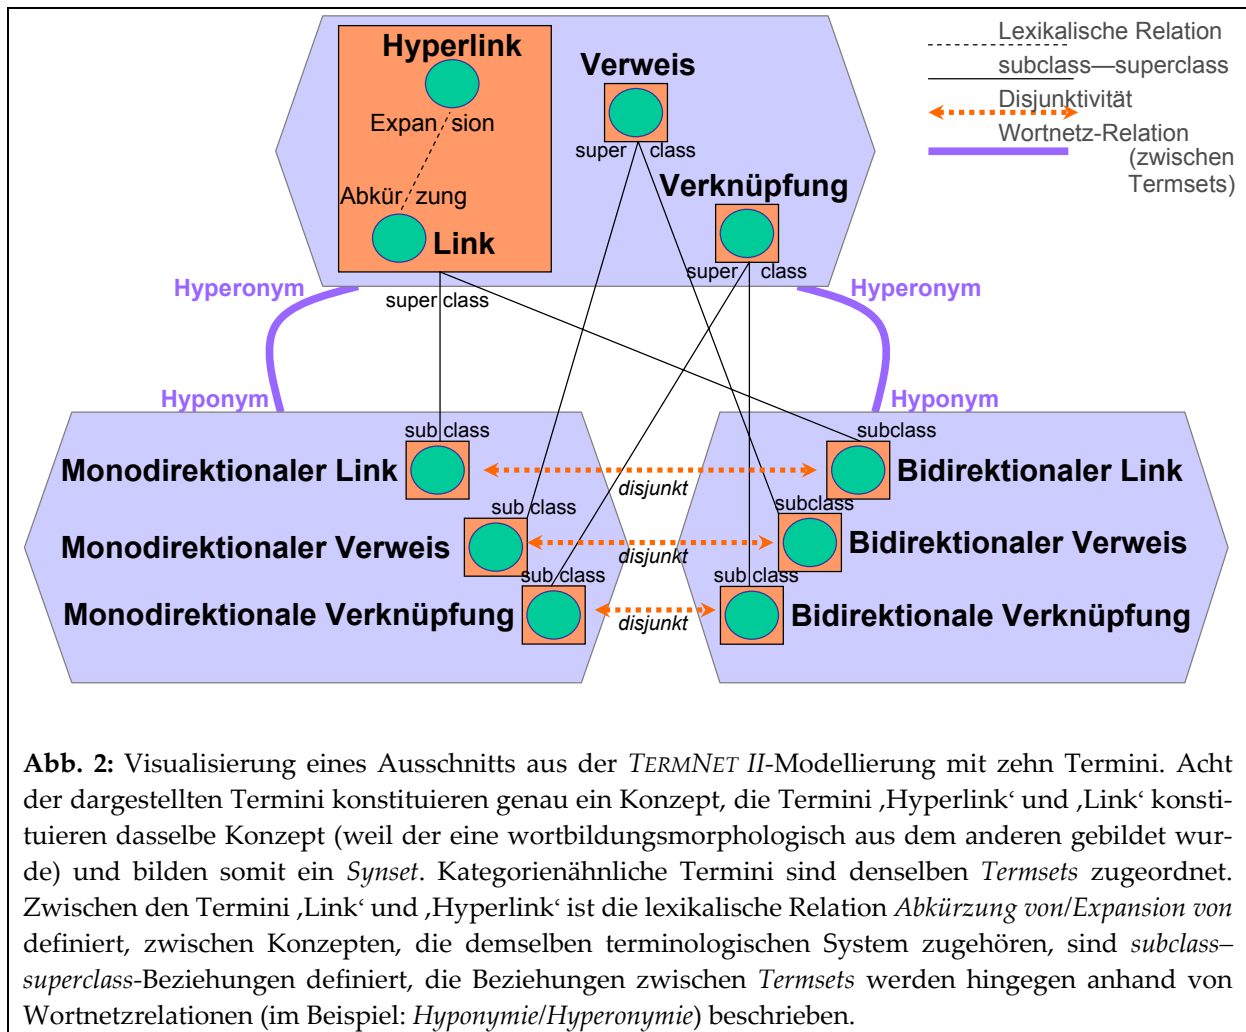 Hyperlink
Expansion
Abkürzung
Link
super class
Verweis
super class
Verknüpfung
super class
Lexikalische Relation
subclass—superclass
Disjunktivität
Wortnetz-Relation
(zwischen
Termsets)
Hyperonym
Hyponym
Hyperonym
Hyponym
sub class
Monodirektionaler Link
sub class
Monodirektionaler Verweis
sub class
Monodirektionale Verknüpfung
disjunkt
disjunkt
disjunkt
subclass
Bidirektionaler Link
subclass
Bidirektionaler Verweis
sub class
Bidirektionale Verknüpfung
Abb. 2: Visualisierung eines Ausschnitts aus der TERMNET II-Modellierung mit zehn Termini. Acht
der dargestellten Termini konstituieren genau ein Konzept, die Termini ‚Hyperlink‘ und ‚Link‘ konsti-
tuieren dasselbe Konzept (weil der eine wortbildungsmorphologisch aus dem anderen gebildet wur-
de) und bilden somit ein Synset. Kategorienähnliche Termini sind denselben Termsets zugeordnet.
Zwischen den Termini ‚Link‘ und ‚Hyperlink‘ ist die lexikalische Relation Abkürzung von/Expansion von
definiert, zwischen Konzepten, die demselben terminologischen System zugehören, sind subclass–
superclass-Beziehungen definiert, die Beziehungen zwischen Termsets werden hingegen anhand von
Wortnetzrelationen (im Beispiel: Hyponymie/Hyperonymie) beschrieben.